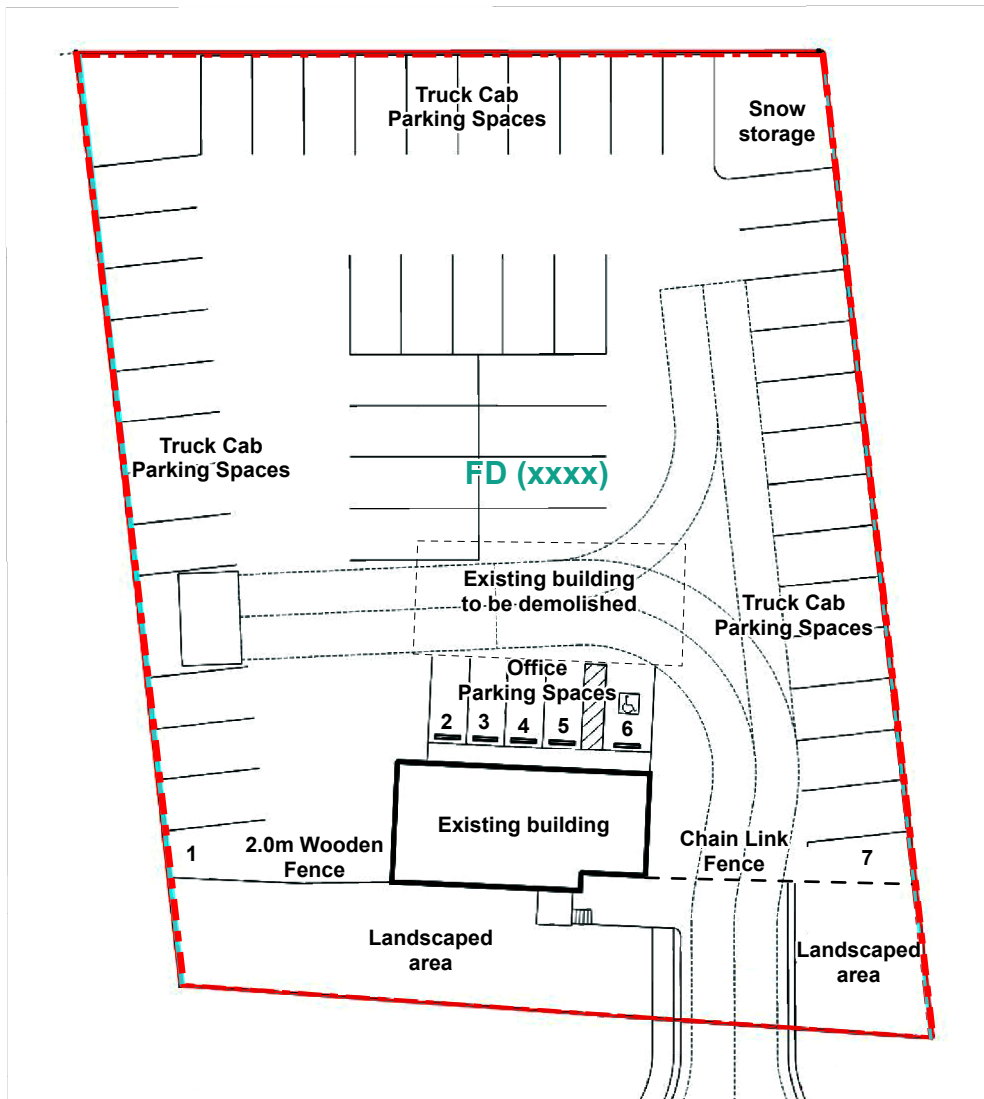 Truck Cab
Parking Spaces
Snow
storage
Truck Cab
Parking Spaces
FD (xxxx)
Existing building
to be demolished
Truck Cab
Parking Spaces
Office
Parking Spaces
2 3 4 5 6
Existing building
1
2.0m Wooden
Fence
Chain Link
Fence
7
Landscaped
area
Landscaped
area